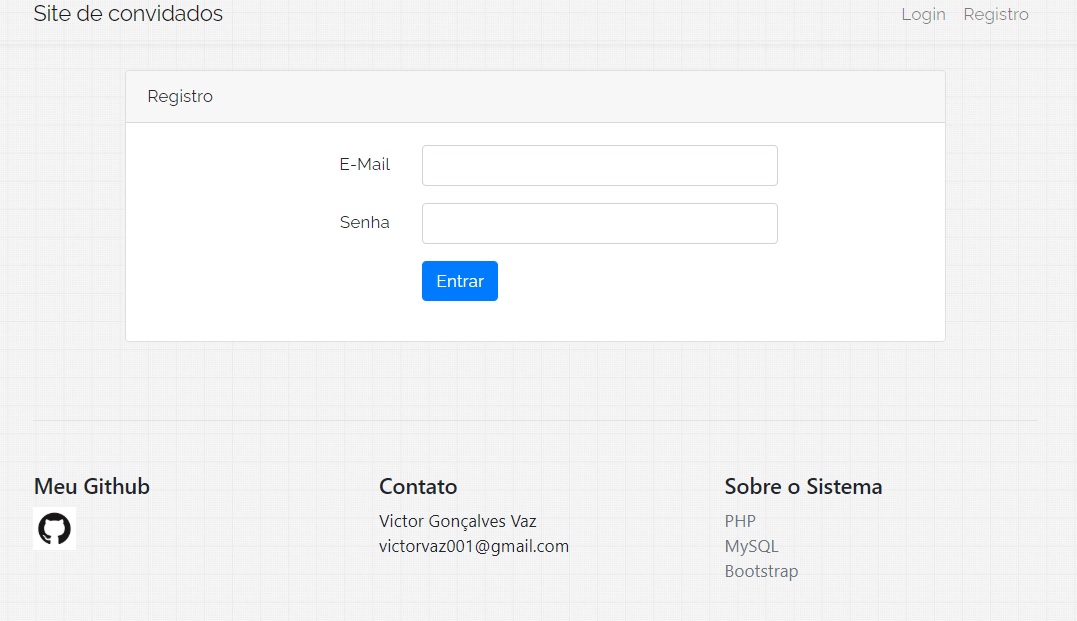 Site de convidados
Login Registro
Registro
E-Mail
Senha
Entrar
Meu Github
Contato
Victor Gonçalves Vaz
victorvaz001@gmail.com
Sobre o Sistema
PHP
MySQL
Bootstrap